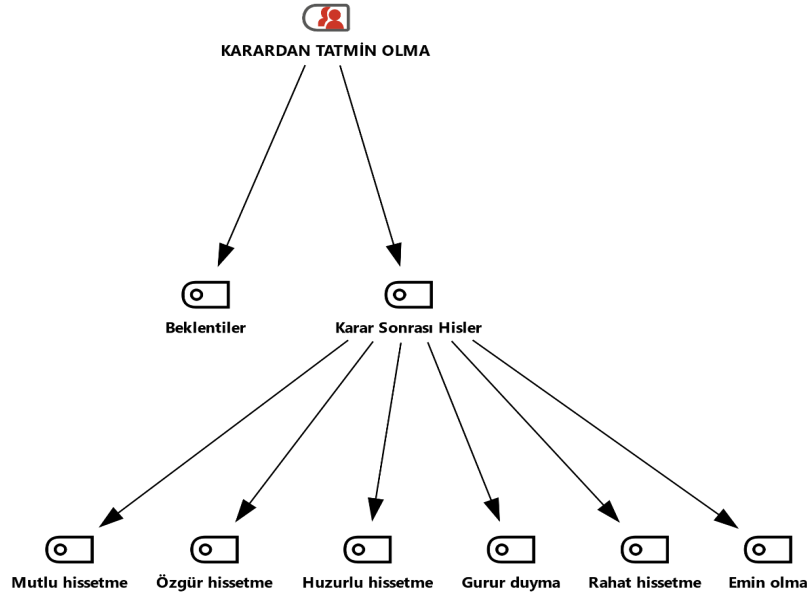 KARARDAN TATMİN OLMA
Beklentiler
Karar Sonrası Hisler
Mutlu hissetme
Özgür hissetme
Huzurlu hissetme
Gurur duyma
Rahat hissetme
Emin olma